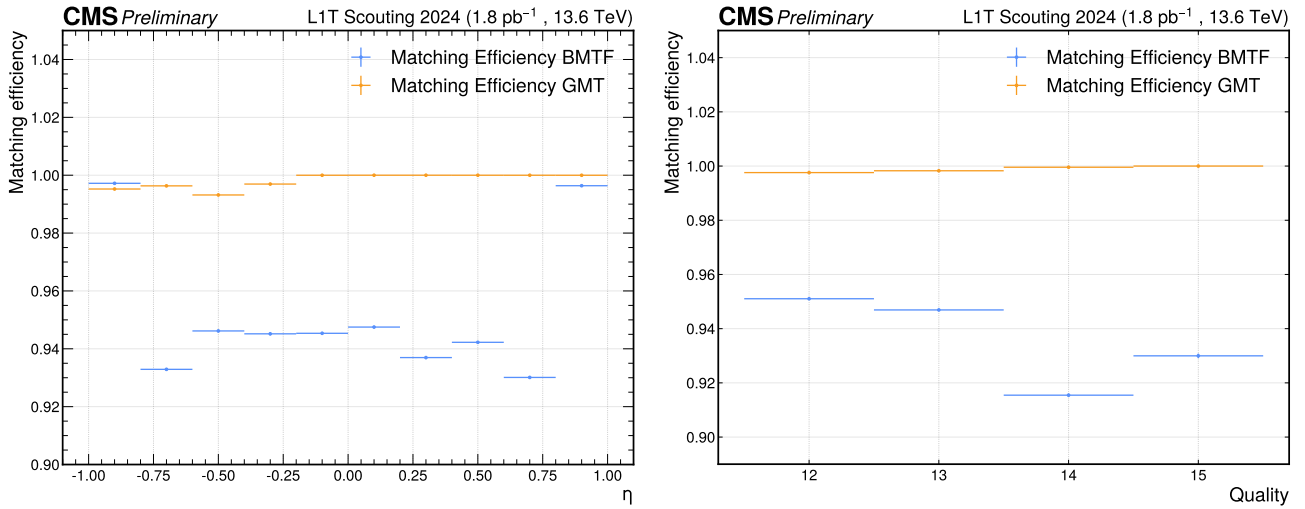 CMS Preliminary L1T Scouting 2024 (1.8 pb⁻¹ , 13.6 TeV)
Matching efficiency
Matching Efficiency BMTF
Matching Efficiency GMT
1.04
1.02
1.00
0.98
0.96
0.94
0.92
0.90
-1.00 -0.75 -0.50 -0.25 0.00 0.25 0.50 0.75 1.00
η
CMS Preliminary L1T Scouting 2024 (1.8 pb⁻¹ , 13.6 TeV)
Matching efficiency
Matching Efficiency BMTF
Matching Efficiency GMT
1.04
1.02
1.00
0.98
0.96
0.94
0.92
0.90
12 13 14 15
Quality